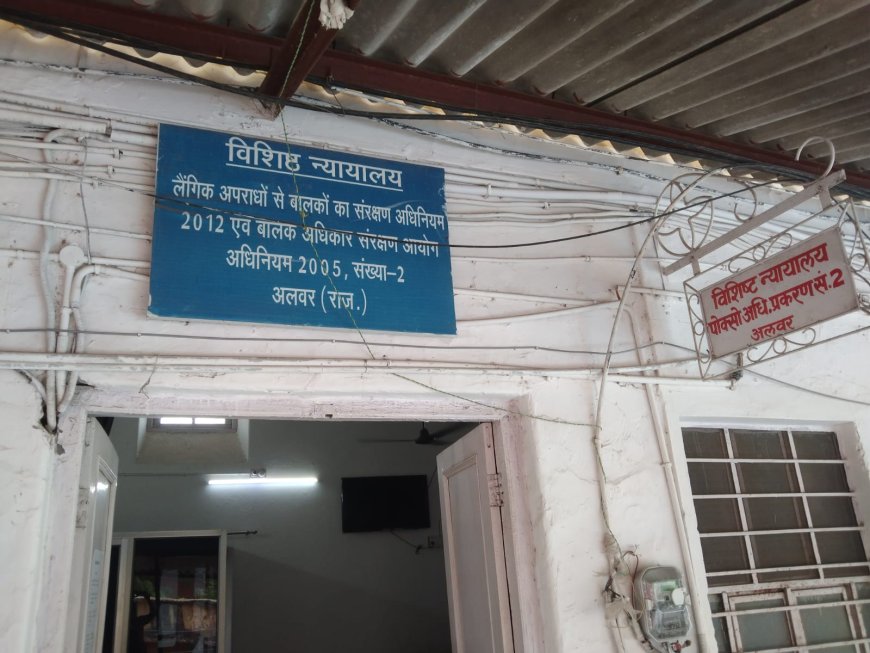 विशिष्ठ न्यायालय
लैंगिक अपराधों से बालकों का संरक्षण अधिनियम
2012 एवं बालक अधिकार संरक्षण आयोग
अधिनियम 2005, संख्या-2
अलवर (राज.)
विशिष्ट न्यायालय
पोक्सो अधि. प्रकरण सं. 2
अलवर